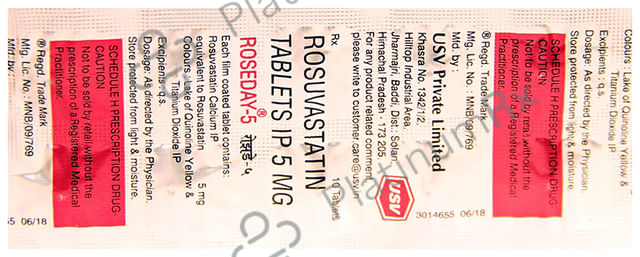 Colours : Lake of Quinoline Yellow &
Titanium Dioxide IP
Excipients : q.s.
Dosage: As directed by the Physician.
Store protected from light & moisture.
SCHEDULE H PRESCRIPTION DRUG-
CAUTION
Not to be sold by retail without the
prescription of a Registered Medical
Practitioner.
®Regd. Trade Mark
Mfg. Lic. No.: MNB/09/769
Mfd by :
USV Private Limited
Khasra No. 1342/1/2,
Hilltop Industrial Area,
Jharmajri, Baddi, Dist.: Solan,
Himachal Pradesh - 173 205.
For any product related comment
please write to customer.care@usv.in
USV
3014655 06/18
Rx
10 Tablets
ROSUVASTATIN
TABLETS IP 5 MG
ROSEDAY-5® रोज़डे-५
Each film coated tablet contains:
Rosuvastatin Calcium IP
equivalent to Rosuvastatin 5 mg
Colours: Lake of Quinoline Yellow &
Titanium Dioxide IP
Excipients : q.s.
Dosage: As directed by the Physician.
Store protected from light & moisture.
SCHEDULE H PRESCRIPTION DRUG-
CAUTION
Not to be sold by retail without the
prescription of a Registered Medical
Practitioner.
®Regd. Trade Mark
Mfg. Lic. No.: MNB/09/769
Mfd by :
55 06/18